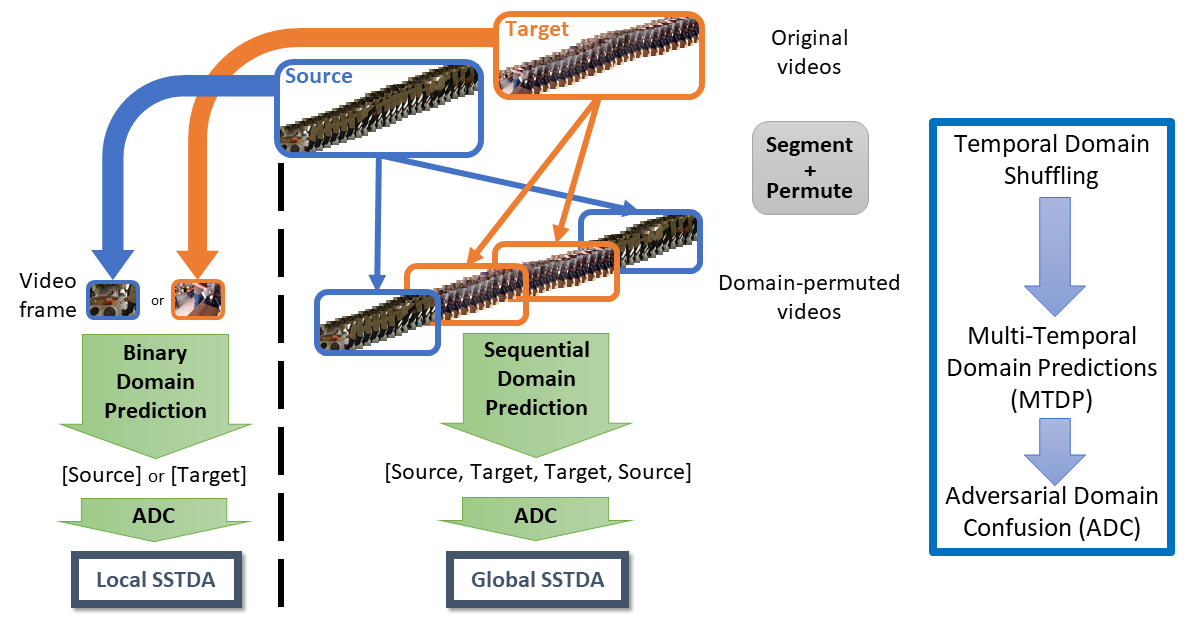 Target
Source
Original
videos
Segment
+
Permute
Video
frame
or
Domain-permuted
videos
Binary
Domain
Prediction
Sequential
Domain
Prediction
[Source] or [Target]
[Source, Target, Target, Source]
ADC
ADC
Local SSTDA
Global SSTDA
Temporal Domain
Shuffling
Multi-Temporal
Domain Predictions
(MTDP)
Adversarial Domain
Confusion (ADC)